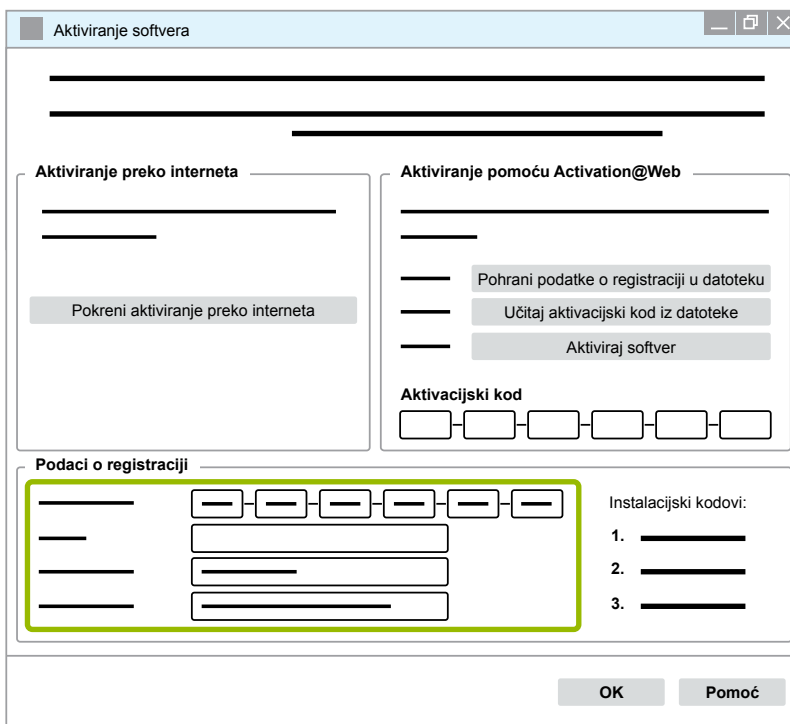 Aktiviranje softvera
Aktiviranje preko interneta
Pokreni aktiviranje preko interneta
Aktiviranje pomoću Activation@Web
Pohrani podatke o registraciji u datoteku
Učitaj aktivacijski kod iz datoteke
Aktiviraj softver
Aktivacijski kod
Podaci o registraciji
Instalacijski kodovi:
1.
2.
3.
OK
Pomoć